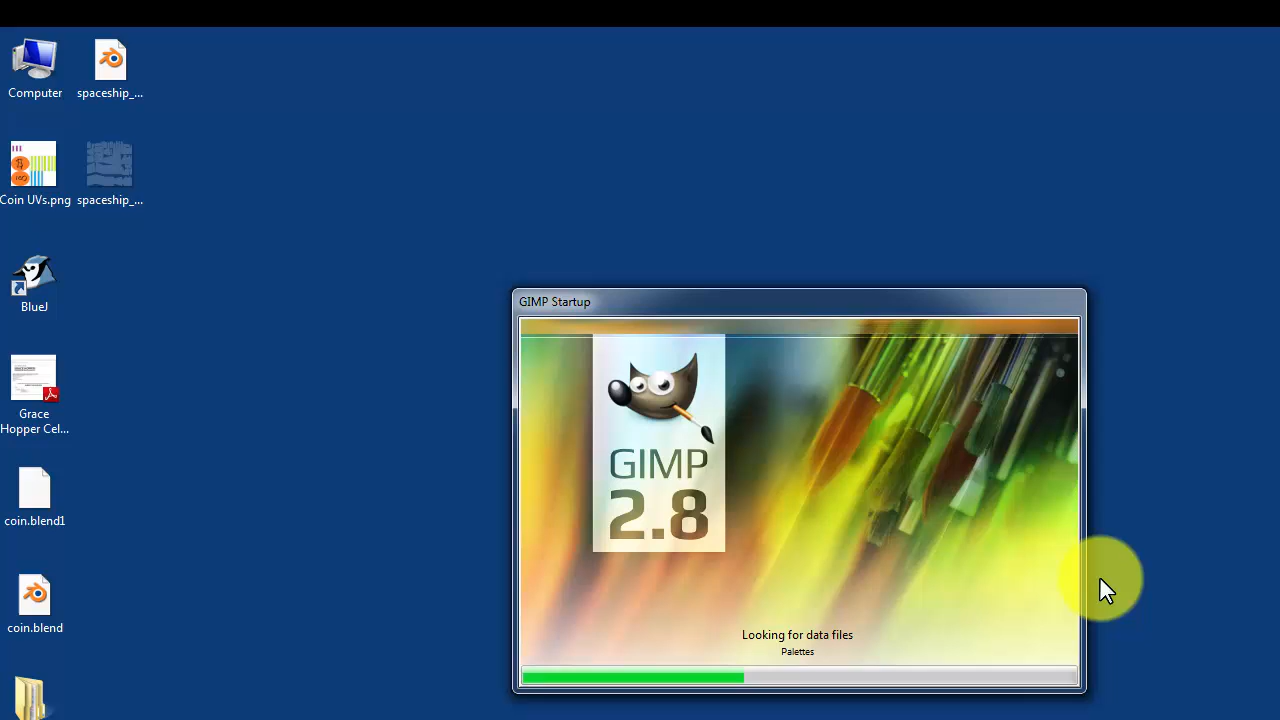 Computer
spaceship_...
Coin UVs.png
spaceship_...
BlueJ
Grace
Hopper Cel...
coin.blend1
coin.blend
GIMP Startup
GIMP
2.8
Looking for data files
Palettes